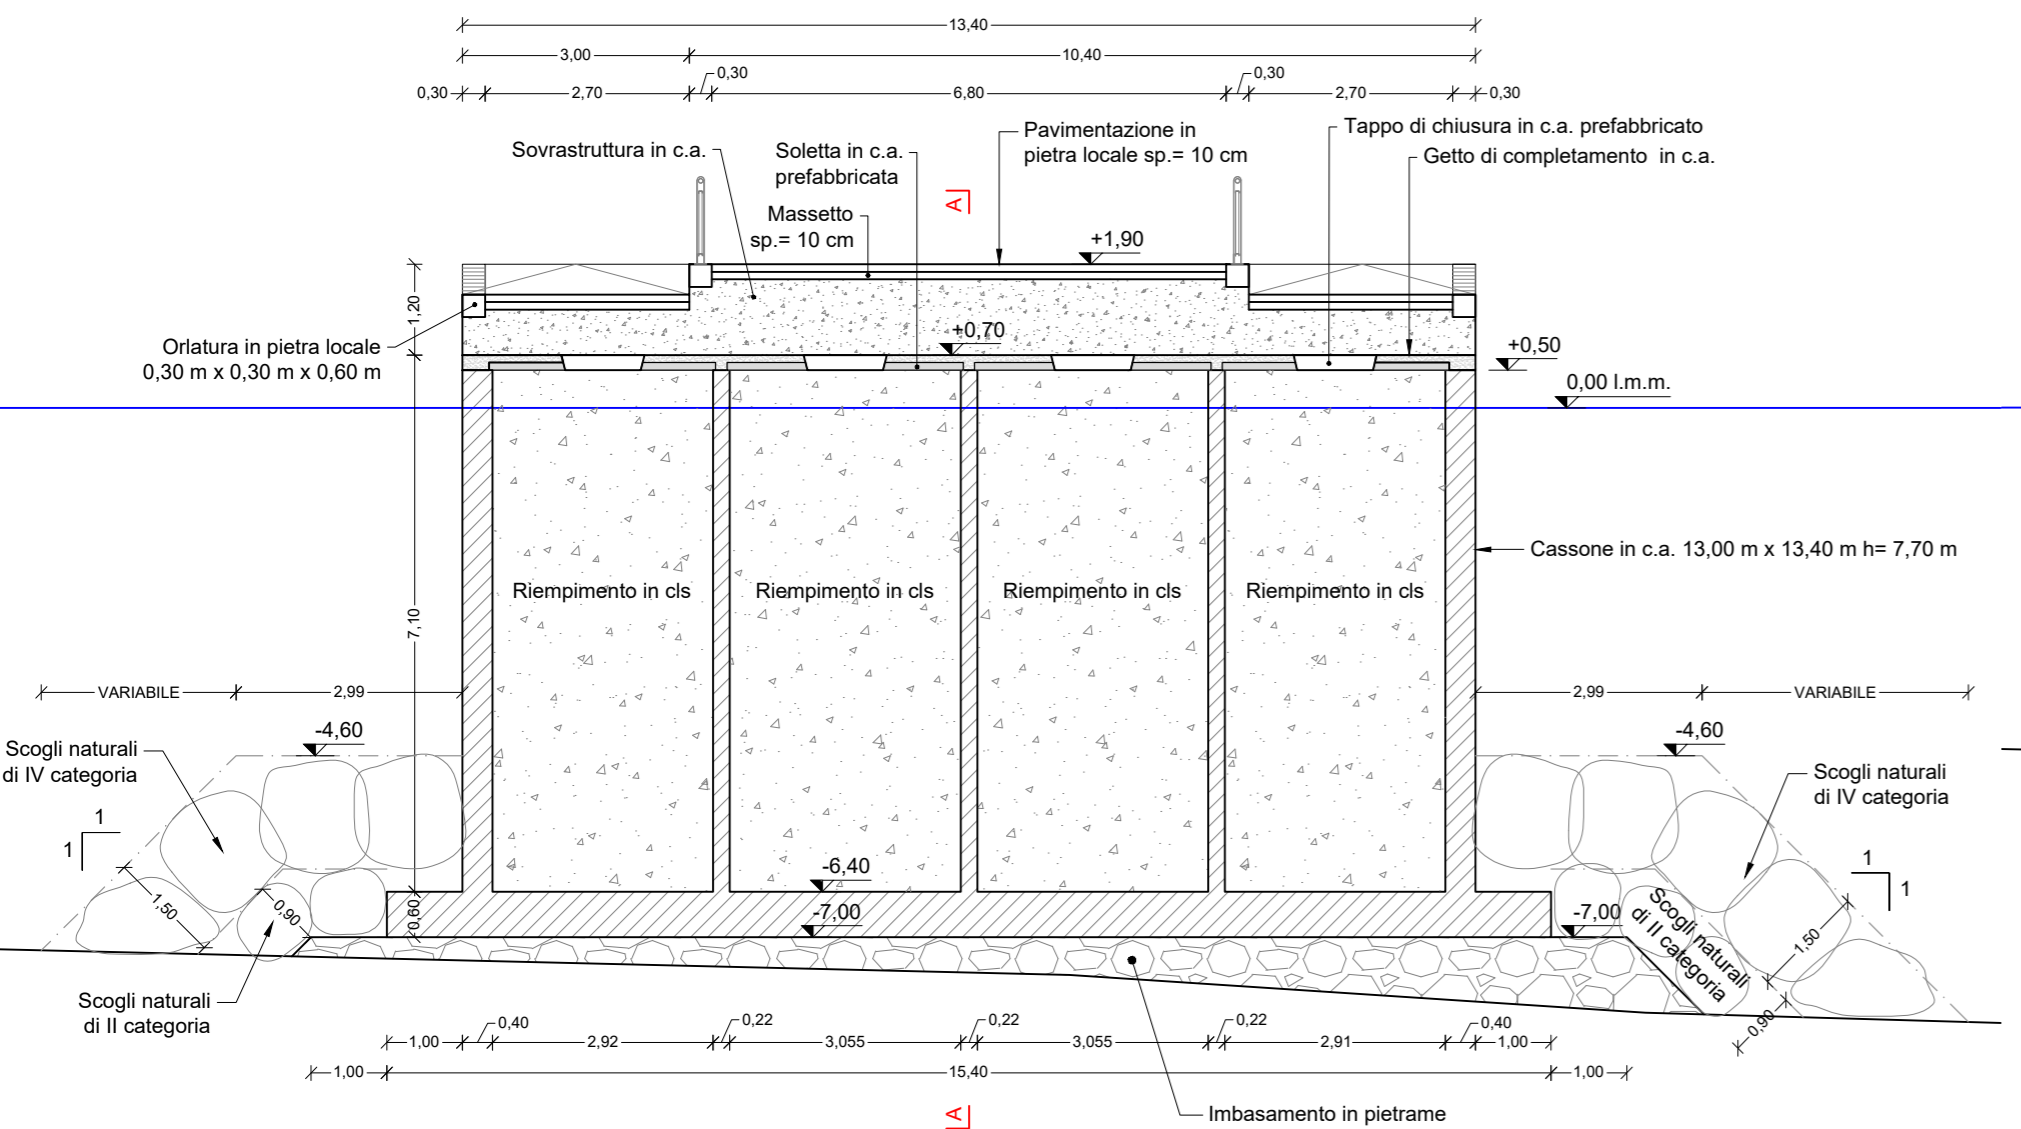 13,40
3,00
10,40
0,30
0,30
0,30
2,70
6,80
2,70
0,30
Sovrastruttura in c.a.
Soletta in c.a.
prefabbricata
Pavimentazione in
pietra locale sp.= 10 cm
Tappo di chiusura in c.a. prefabbricato
Getto di completamento in c.a.
A
Massetto
sp.= 10 cm
+1,90
1,20
+0,70
+0,50
Orlatura in pietra locale
0,30 m x 0,30 m x 0,60 m
0,00 l.m.m.
Cassone in c.a. 13,00 m x 13,40 m h= 7,70 m
Riempimento in cls
Riempimento in cls
Riempimento in cls
Riempimento in cls
7,10
VARIABILE
2,99
2,99
VARIABILE
-4,60
-4,60
Scogli naturali
di IV categoria
Scogli naturali
di IV categoria
1
1
1
1
-6,40
-7,00
-7,00
0,60
1,50
0,90
Scogli naturali
di II categoria
1,50
0,90
Scogli naturali
di II categoria
0,40
0,22
0,22
0,22
0,40
1,00
2,92
3,055
3,055
2,91
1,00
1,00
15,40
1,00
A
Imbasamento in pietrame